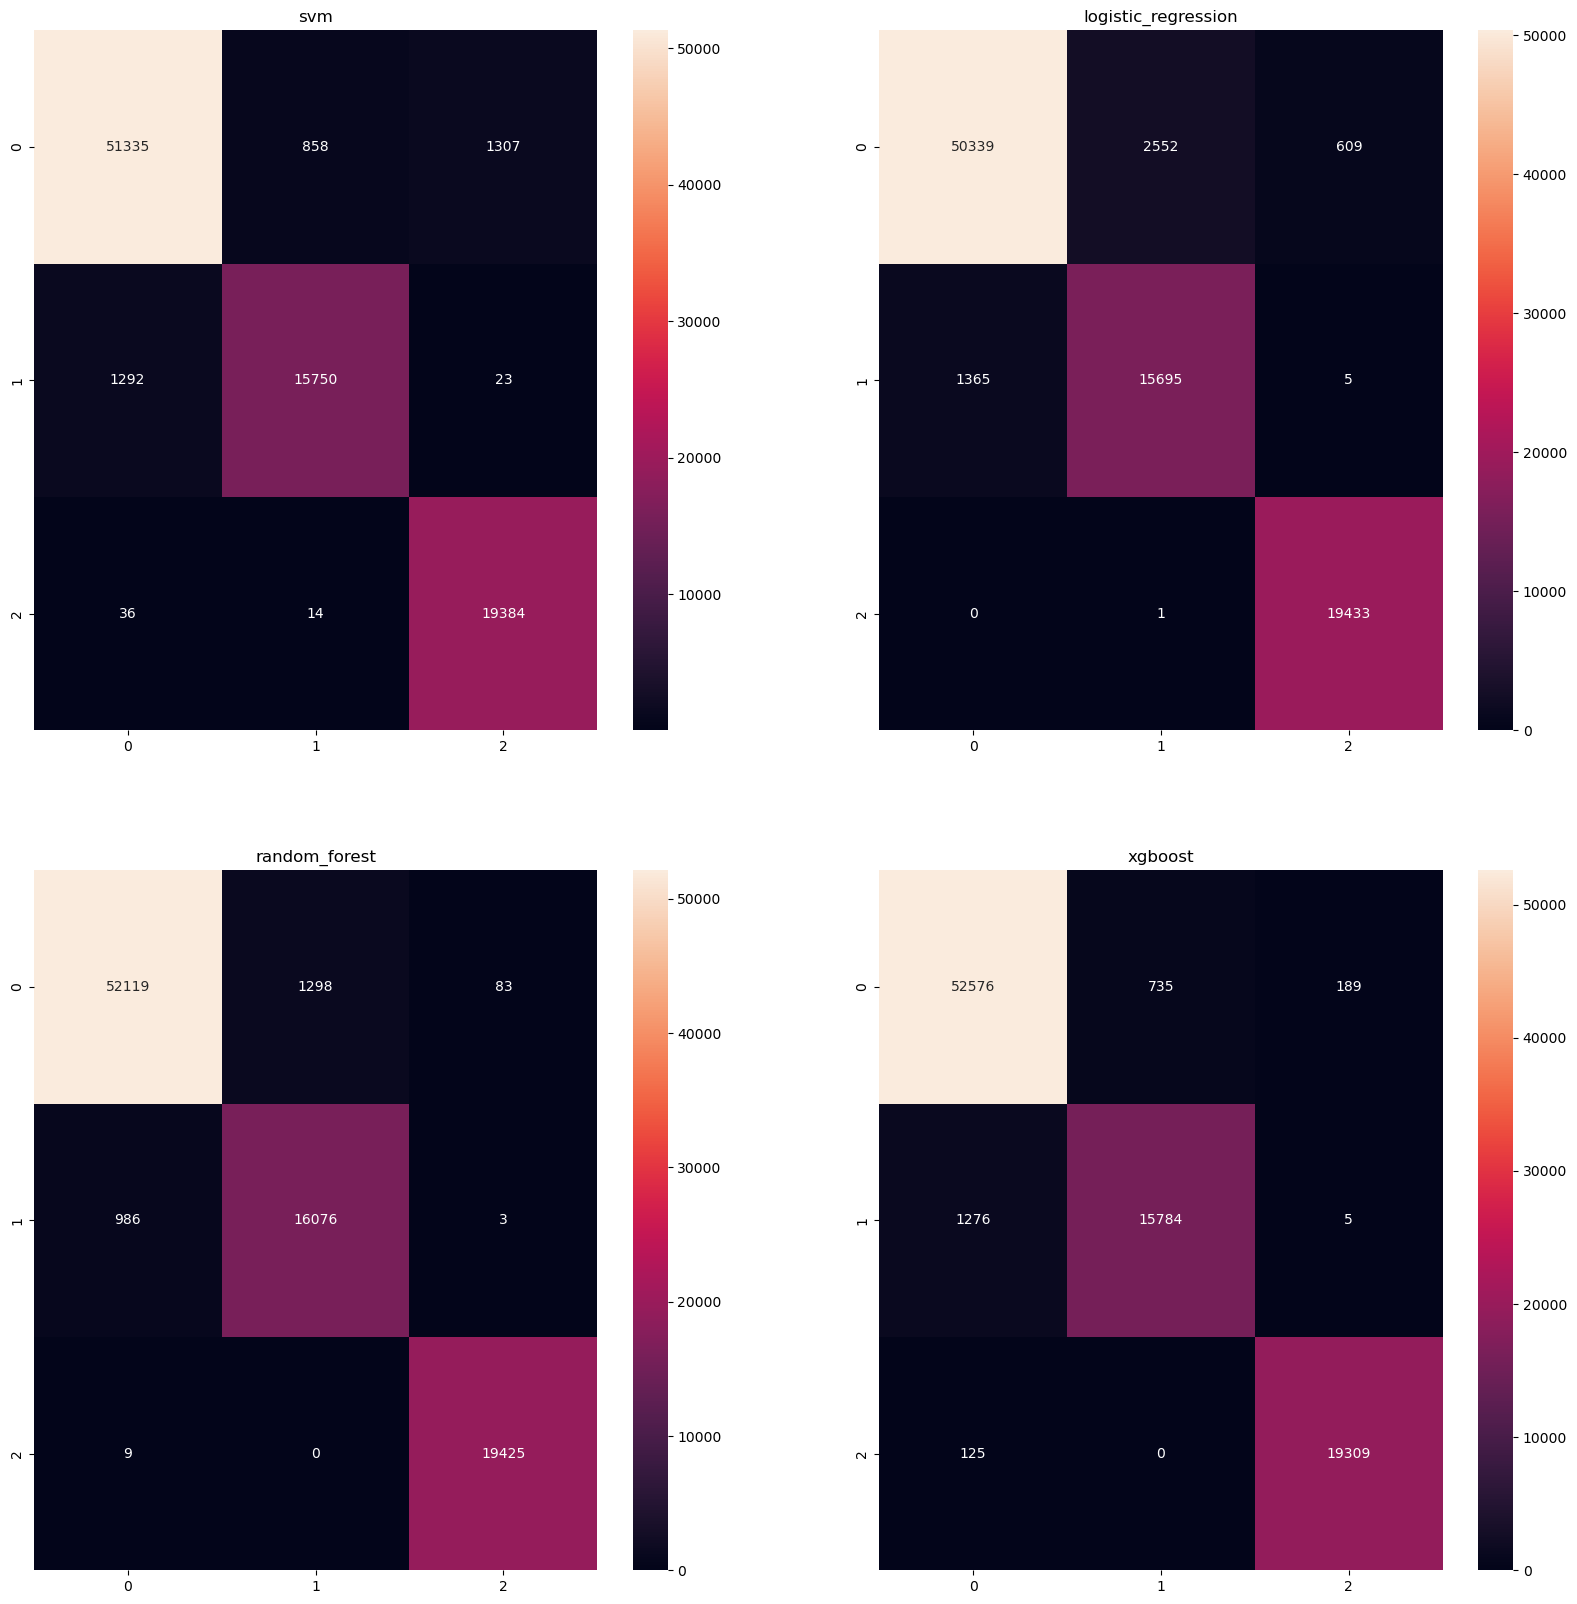 svm
0
51335 858 1307
1
1292 15750 23
2
36 14 19384
0 1 2
50000
40000
30000
20000
10000
logistic_regression
0
50339 2552 609
1
1365 15695 5
2
0 1 19433
0 1 2
50000
40000
30000
20000
10000
0
random_forest
0
52119 1298 83
1
986 16076 3
2
9 0 19425
0 1 2
50000
40000
30000
20000
10000
0
xgboost
0
52576 735 189
1
1276 15784 5
2
125 0 19309
0 1 2
50000
40000
30000
20000
10000
0